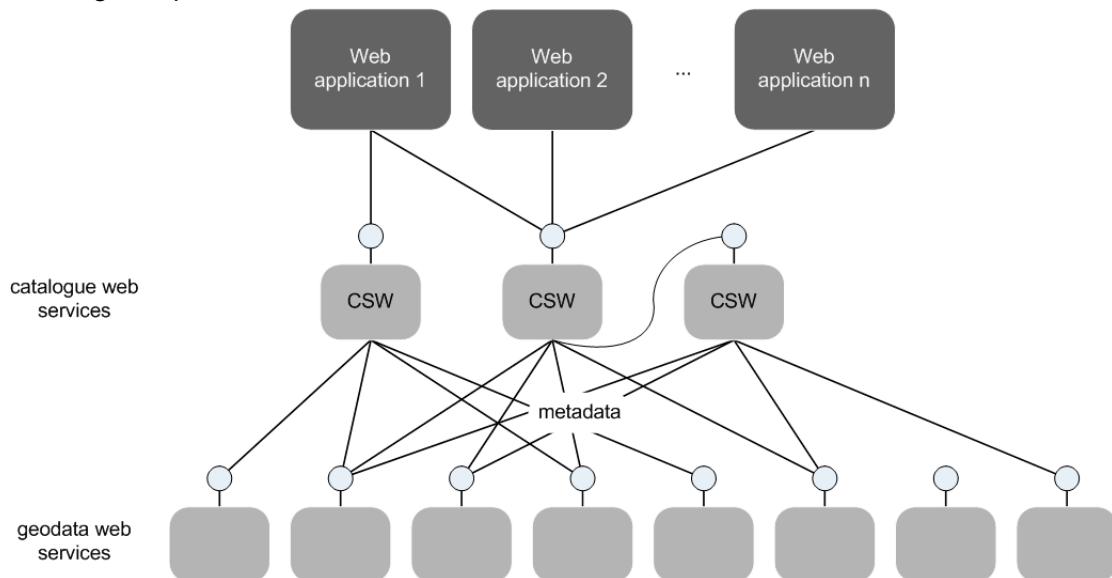 Web
application 1
Web
application 2
...
Web
application n
catalogue web
services
CSW
CSW
CSW
metadata
geodata web
services